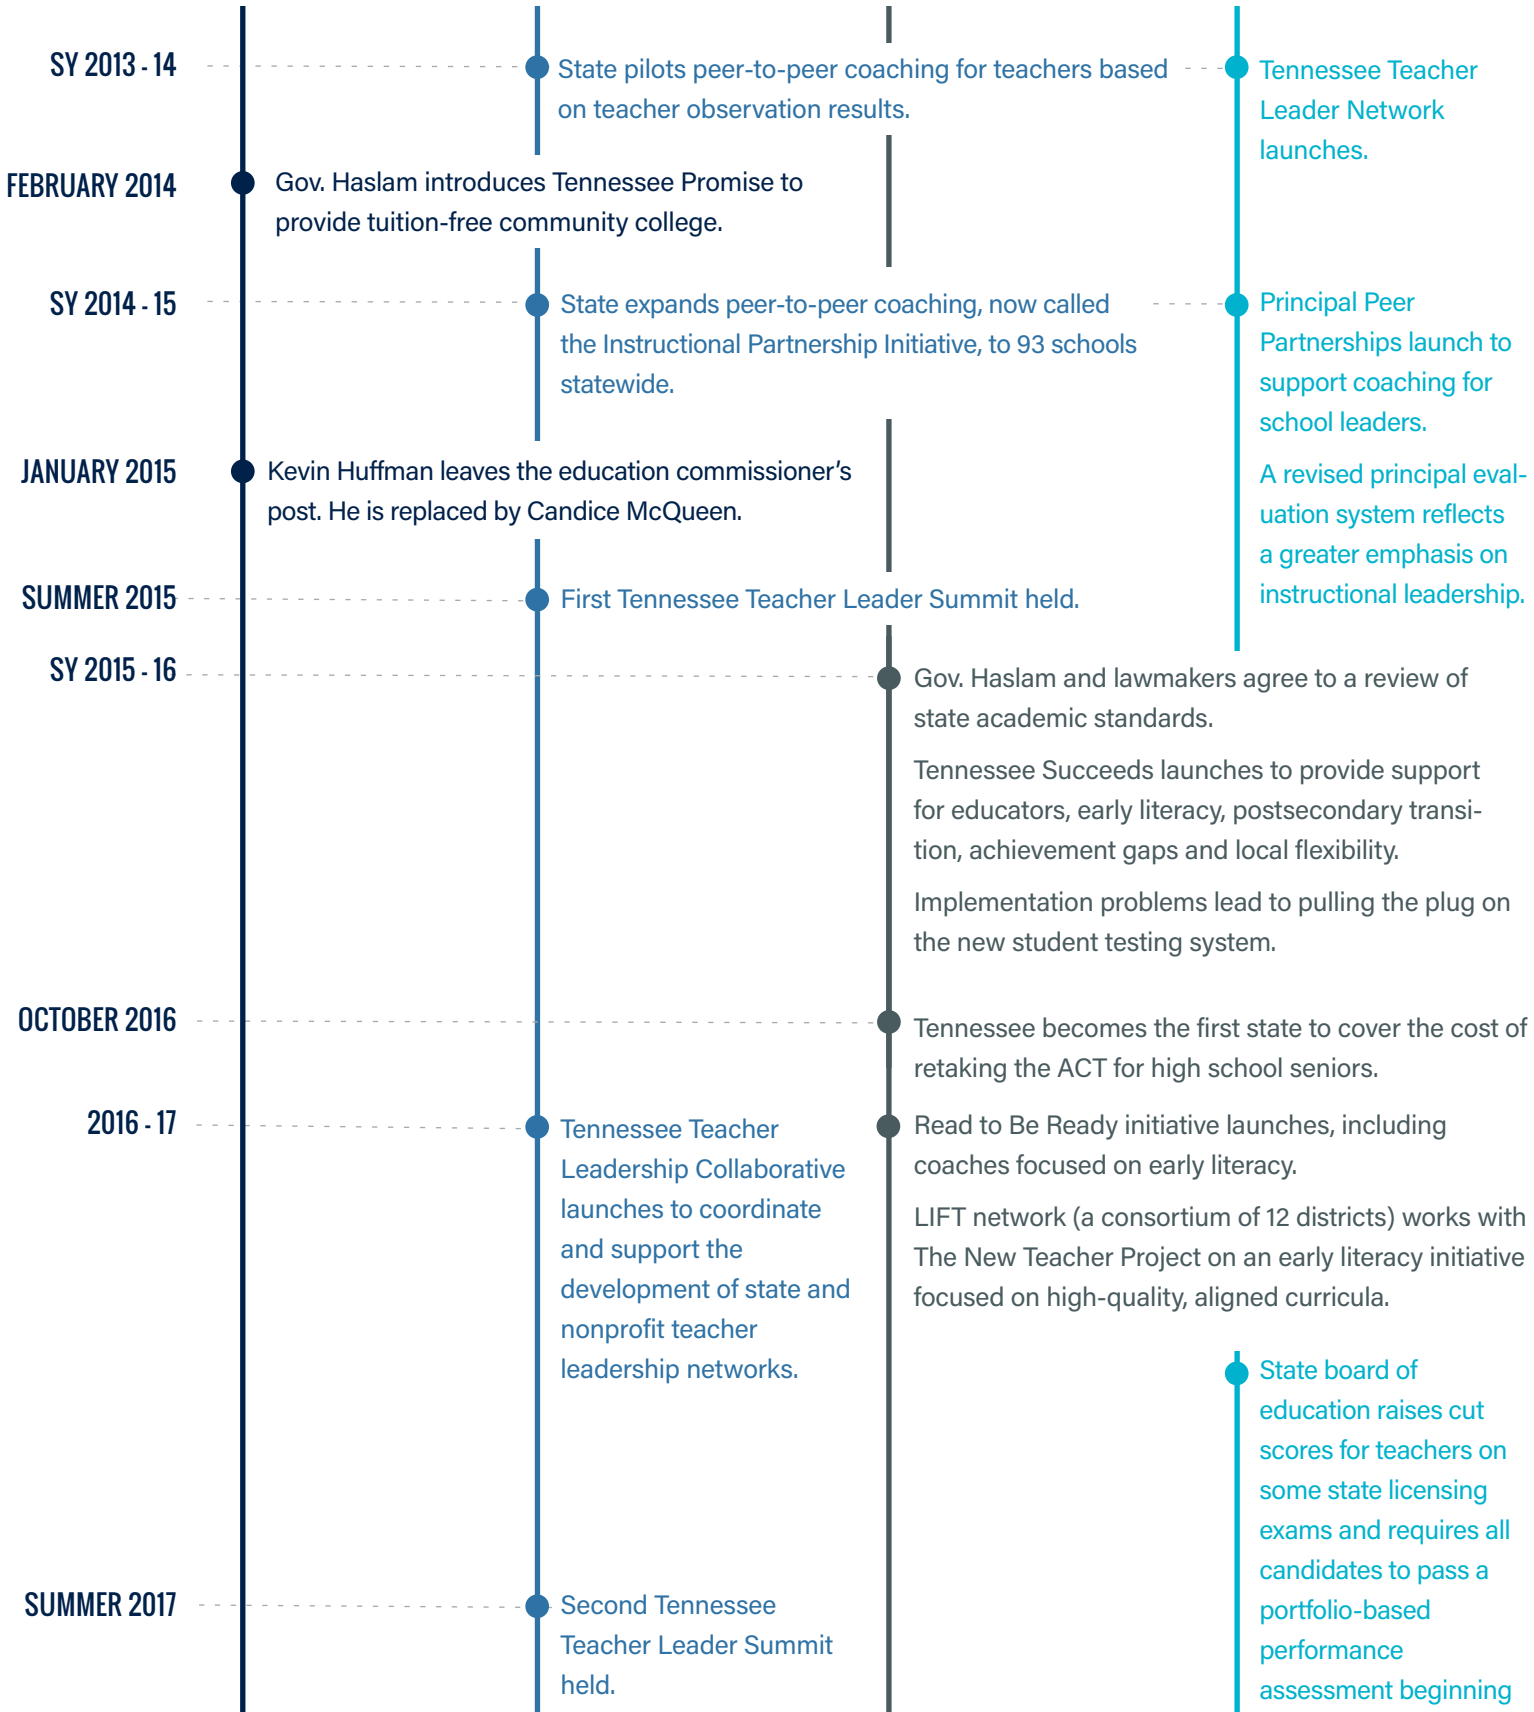 SY 2013 - 14
State pilots peer-to-peer coaching for teachers based
on teacher observation results.
Tennessee Teacher
Leader Network
launches.
FEBRUARY 2014
Gov. Haslam introduces Tennessee Promise to
provide tuition-free community college.
SY 2014 - 15
State expands peer-to-peer coaching, now called
the Instructional Partnership Initiative, to 93 schools
statewide.
Principal Peer
Partnerships launch to
support coaching for
school leaders.
A revised principal eval-
uation system reflects
a greater emphasis on
instructional leadership.
JANUARY 2015
Kevin Huffman leaves the education commissioner's
post. He is replaced by Candice McQueen.
SUMMER 2015
First Tennessee Teacher Leader Summit held.
SY 2015 - 16
Gov. Haslam and lawmakers agree to a review of
state academic standards.
Tennessee Succeeds launches to provide support
for educators, early literacy, postsecondary transi-
tion, achievement gaps and local flexibility.
Implementation problems lead to pulling the plug on
the new student testing system.
OCTOBER 2016
Tennessee becomes the first state to cover the cost of
retaking the ACT for high school seniors.
2016 - 17
Tennessee Teacher
Leadership Collaborative
launches to coordinate
and support the
development of state and
nonprofit teacher
leadership networks.
Read to Be Ready initiative launches, including
coaches focused on early literacy.
LIFT network (a consortium of 12 districts) works with
The New Teacher Project on an early literacy initiative
focused on high-quality, aligned curricula.
State board of
education raises cut
scores for teachers on
some state licensing
exams and requires all
candidates to pass a
portfolio-based
performance
assessment beginning
SUMMER 2017
Second Tennessee
Teacher Leader Summit
held.